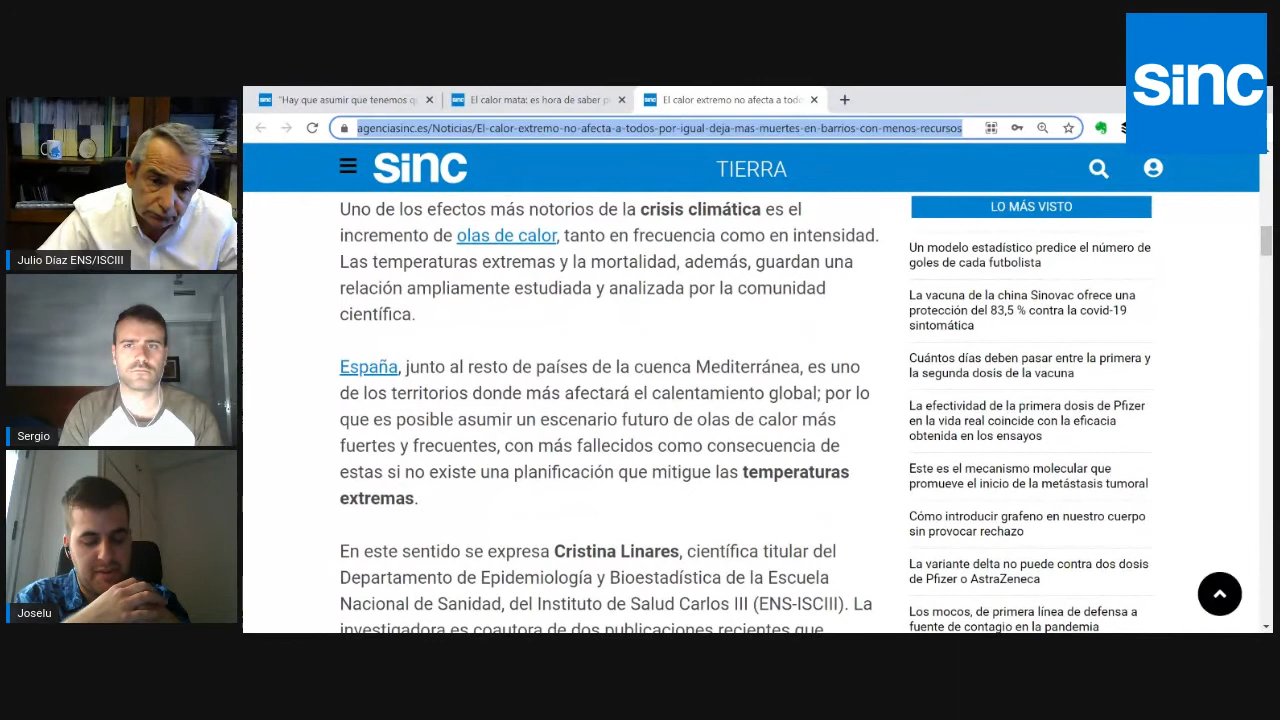 sinc
"Hay que asumir que tenemos q
El calor mata: es hora de saber p
El calor extremo no afecta a todo
agenciasinc.es/Noticias/El-calor-extremo-no-afecta-a-todos-por-igual-deja-mas-muertes-en-barrios-con-menos-recursos
sinc
TIERRA
Uno de los efectos más notorios de la crisis climática es el
incremento de olas de calor, tanto en frecuencia como en intensidad.
Las temperaturas extremas y la mortalidad, además, guardan una
relación ampliamente estudiada y analizada por la comunidad
científica.
España, junto al resto de países de la cuenca Mediterránea, es uno
de los territorios donde más afectará el calentamiento global; por lo
que es posible asumir un escenario futuro de olas de calor más
fuertes y frecuentes, con más fallecidos como consecuencia de
estas si no existe una planificación que mitigue las temperaturas
extremas.
En este sentido se expresa Cristina Linares, científica titular del
Departamento de Epidemiología y Bioestadística de la Escuela
Nacional de Sanidad, del Instituto de Salud Carlos III (ENS-ISCIII). La
investigadora es coautora de dos publicaciones recientes que
LO MÁS VISTO
Un modelo estadístico predice el número de
goles de cada futbolista
La vacuna de la china Sinovac ofrece una
protección del 83,5 % contra la covid-19
sintomática
Cuántos días deben pasar entre la primera y
la segunda dosis de la vacuna
La efectividad de la primera dosis de Pfizer
en la vida real coincide con la eficacia
obtenida en los ensayos
Este es el mecanismo molecular que
promueve el inicio de la metástasis tumoral
Cómo introducir grafeno en nuestro cuerpo
sin provocar rechazo
La variante delta no puede contra dos dosis
de Pfizer o AstraZeneca
Los mocos, de primera línea de defensa a
fuente de contagio en la pandemia
Julio Díaz ENS/ISCIII
Sergio
Joselu